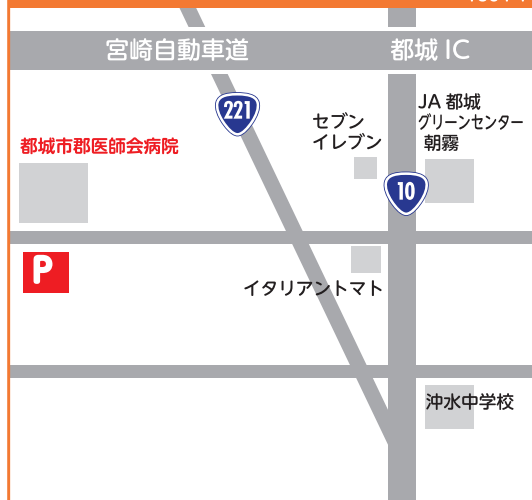 宮崎自動車道
都城 IC
221
セブン
イレブン
JA 都城
グリーンセンター
朝霧
都城市郡医師会病院
10
P
イタリアントマト
沖水中学校